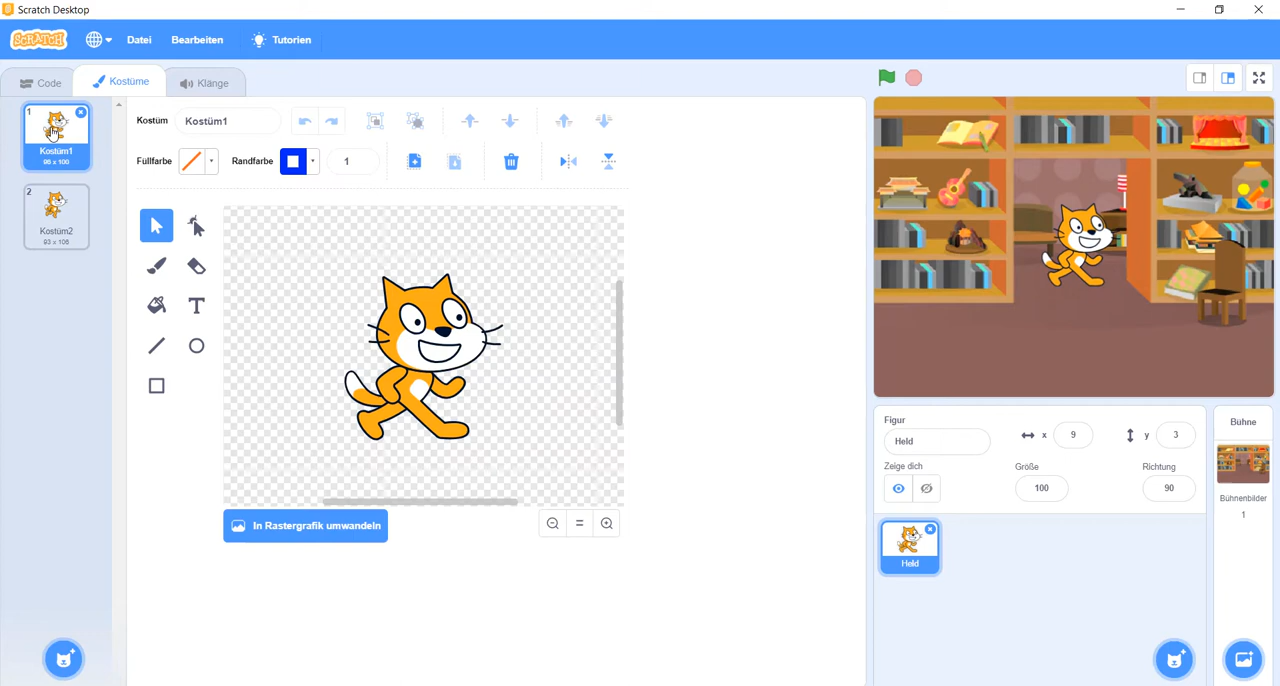 Scratch Desktop
SCRATCH Datei Bearbeiten Tutorien
Code Kostüme Klänge
1
Kostüm1
96 x 100
2
Kostüm2
93 x 106
Kostüm Kostüm1
Füllfarbe Randfarbe 1
T
In Rastergrafik umwandeln
=
Figur
Held
x 9
y 3
Zeige dich
Größe
100
Richtung
90
Held
Bühne
Bühnenbilder
1